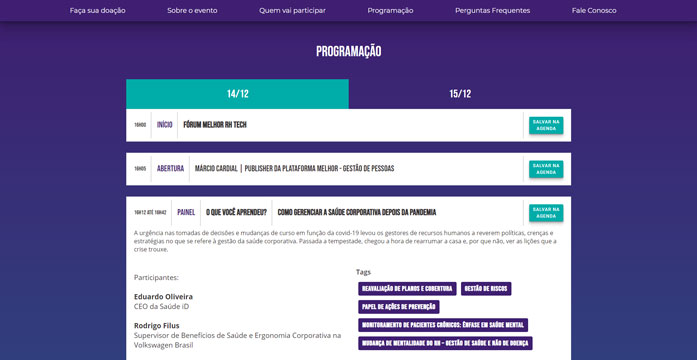 Faça sua doação Sobre o evento Quem vai participar Programação Perguntas Frequentes Fale Conosco
PROGRAMAÇÃO
14/12 15/12
16H00 INÍCIO FÓRUM MELHOR RH TECH SALVAR NA
AGENDA
16H05 ABERTURA MÁRCIO CARDIAL | PUBLISHER DA PLATAFORMA MELHOR - GESTÃO DE PESSOAS SALVAR NA
AGENDA
16H12 ATÉ 16H42 PAINEL O QUE VOCÊ APRENDEU? COMO GERENCIAR A SAÚDE CORPORATIVA DEPOIS DA PANDEMIA SALVAR NA
AGENDA
A urgência nas tomadas de decisões e mudanças de curso em função da covid-19 levou os gestores de recursos humanos a reverem políticas, crenças e
estratégias no que se refere à gestão da saúde corporativa. Passada a tempestade, chegou a hora de rearrumar a casa e, por que não, ver as lições que a
crise trouxe.
Participantes:
Eduardo Oliveira
CEO da Saúde iD
Rodrigo Filus
Supervisor de Benefícios de Saúde e Ergonomia Corporativa na
Volkswagen Brasil
Tags
REAVALIAÇÃO DE PLANOS E COBERTURA GESTÃO DE RISCOS
PAPEL DE AÇÕES DE PREVENÇÃO
MONITORAMENTO DE PACIENTES CRÔNICOS: ÊNFASE EM SAÚDE MENTAL
MUDANÇA DE MENTALIDADE DO RH – GESTÃO DE SAÚDE E NÃO DE DOENÇA